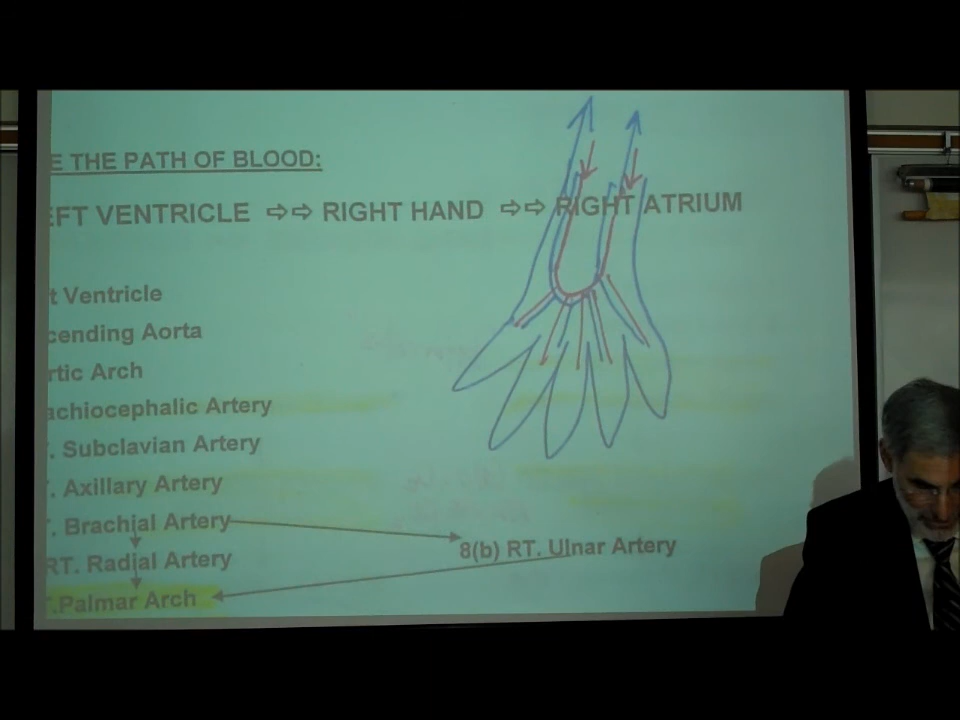 E THE PATH OF BLOOD:
EFT VENTRICLE ⇨⇨ RIGHT HAND ⇨⇨ RIGHT ATRIUM
t Ventricle
cending Aorta
rtic Arch
achiocephalic Artery
. Subclavian Artery
. Axillary Artery
. Brachial Artery
8(b) RT. Ulnar Artery
RT. Radial Artery
.Palmar Arch